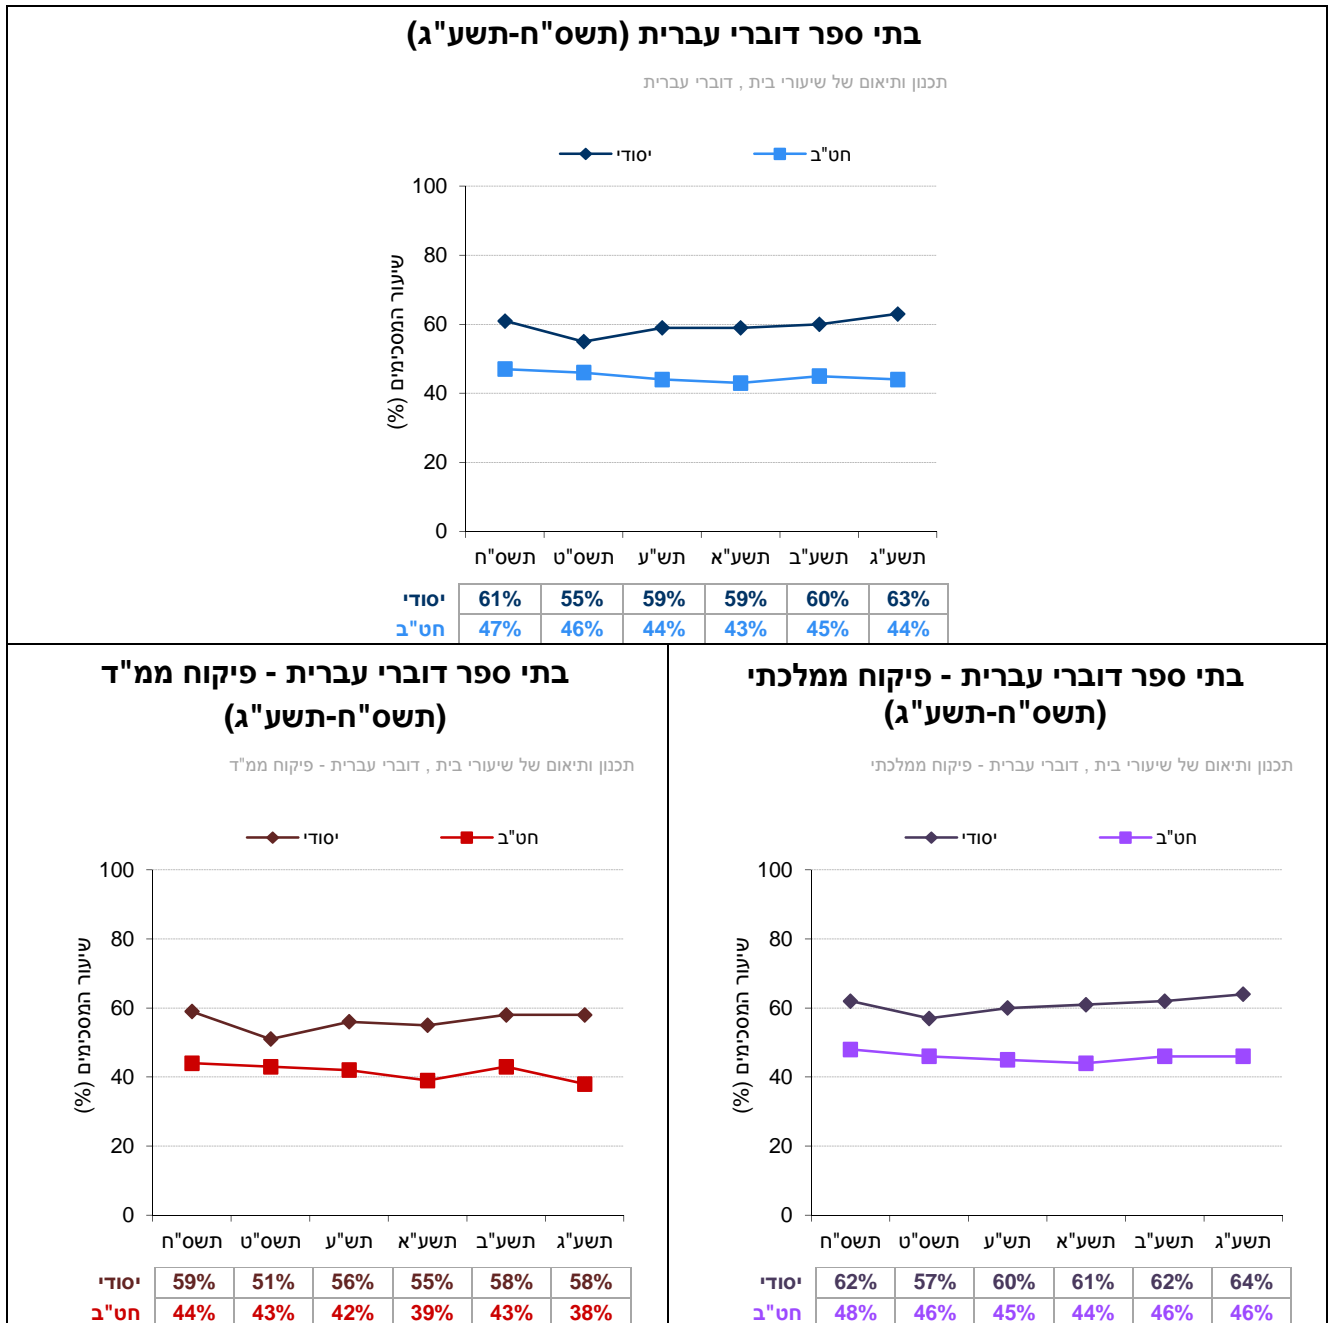 בתי ספר דוברי עברית (תשס"ח-תשע"ג)
תכנון ותיאום של שיעורי בית , דוברי עברית
יסודי חט"ב
שיעור המסכימים (%)
100
80
60
40
20
0
תשס"ח תשס"ט תש"ע תשע"א תשע"ב תשע"ג
יסודי 61% 55% 59% 59% 60% 63%
חט"ב 47% 46% 44% 43% 45% 44%
בתי ספר דוברי עברית - פיקוח ממלכתי
(תשס"ח-תשע"ג)
תכנון ותיאום של שיעורי בית , דוברי עברית - פיקוח ממלכתי
יסודי חט"ב
שיעור המסכימים (%)
100
80
60
40
20
0
תשס"ח תשס"ט תש"ע תשע"א תשע"ב תשע"ג
יסודי 62% 57% 60% 61% 62% 64%
חט"ב 48% 46% 45% 44% 46% 46%
בתי ספר דוברי עברית - פיקוח ממ"ד
(תשס"ח-תשע"ג)
תכנון ותיאום של שיעורי בית , דוברי עברית - פיקוח ממ"ד
יסודי חט"ב
שיעור המסכימים (%)
100
80
60
40
20
0
תשס"ח תשס"ט תש"ע תשע"א תשע"ב תשע"ג
יסודי 59% 51% 56% 55% 58% 58%
חט"ב 44% 43% 42% 39% 43% 38%